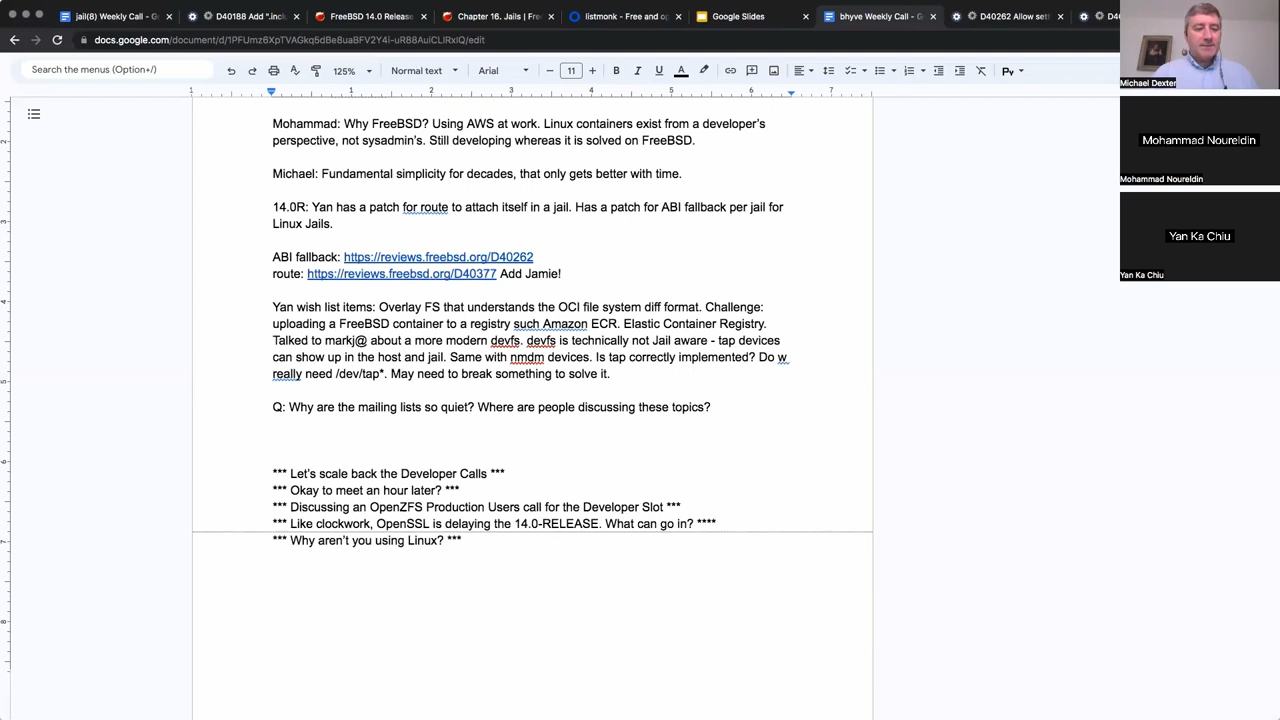 jail(8) Weekly Call - G
D40188 Add ".inclu
FreeBSD 14.0 Release
Chapter 16. Jails | Free
listmonk - Free and op
Google Slides
bhyve Weekly Call - G
D40262 Allow set
docs.google.com/document/d/1PFUmz6XpTVAGkq5dBe8uaBFV2Y4i-uR88AuiCLIRxIQ/edit
Search the menus (Option+/)
125%
Normal text
Arial
11
B I U A
1 1 2 3 4 5 6 7
Michael Dexter
Mohammad: Why FreeBSD? Using AWS at work. Linux containers exist from a developer's
perspective, not sysadmin's. Still developing whereas it is solved on FreeBSD.
Michael: Fundamental simplicity for decades, that only gets better with time.
14.0R: Yan has a patch for route to attach itself in a jail. Has a patch for ABI fallback per jail for
Linux Jails.
ABI fallback: https://reviews.freebsd.org/D40262
route: https://reviews.freebsd.org/D40377 Add Jamie!
Yan wish list items: Overlay FS that understands the OCI file system diff format. Challenge:
uploading a FreeBSD container to a registry such Amazon ECR. Elastic Container Registry.
Talked to markj@ about a more modern devfs. devfs is technically not Jail aware - tap devices
can show up in the host and jail. Same with nmdm devices. Is tap correctly implemented? Do w
really need /dev/tap*. May need to break something to solve it.
Q: Why are the mailing lists so quiet? Where are people discussing these topics?
*** Let's scale back the Developer Calls ***
*** Okay to meet an hour later? ***
*** Discussing an OpenZFS Production Users call for the Developer Slot ***
*** Like clockwork, OpenSSL is delaying the 14.0-RELEASE. What can go in? ****
*** Why aren't you using Linux? ***
Mohammad Noureldin
Mohammad Noureldin
Yan Ka Chiu
Yan Ka Chiu